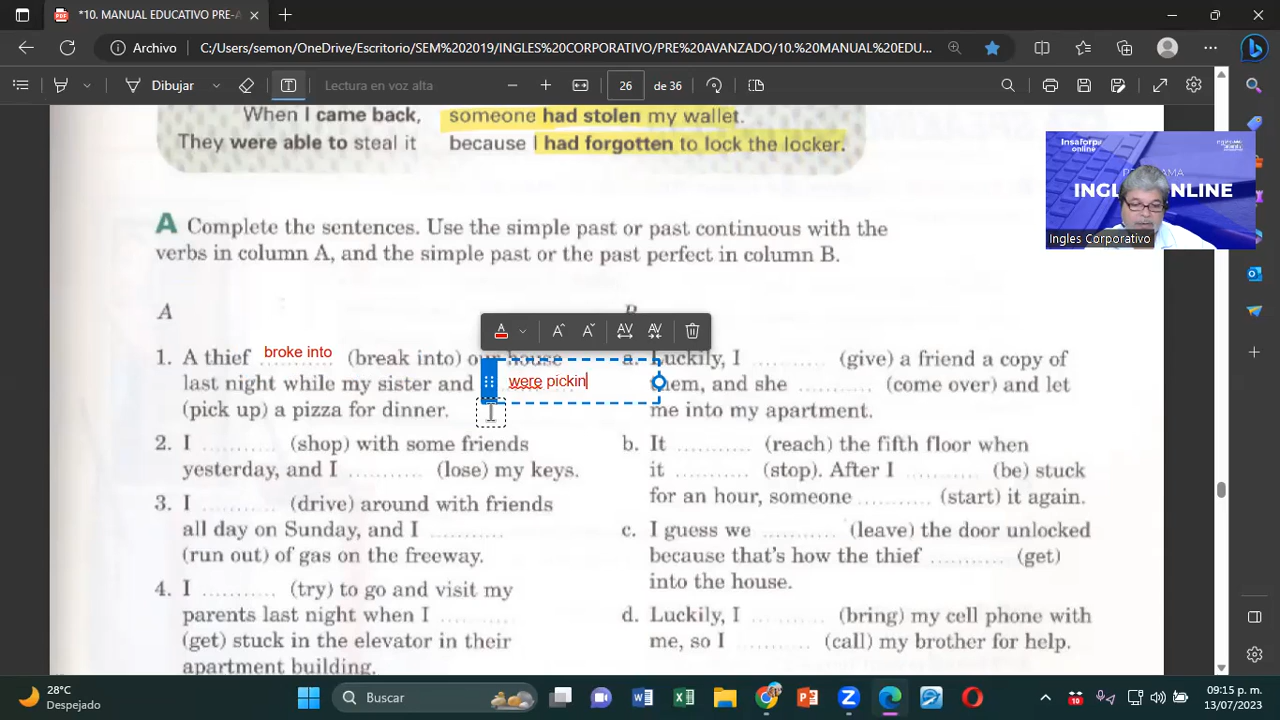 *10. MANUAL EDUCATIVO PRE-A
Archivo
C:/Users/semon/OneDrive/Escritorio/SEM%202019/INGLES%20CORPORATIVO/PRE%20AVANZADO/10.%20MANUAL%20EDU...
Dibujar
Lectura en voz alta
26
de 36
When I came back, someone had stolen my wallet.
They were able to steal it because I had forgotten to lock the locker.
INGL
NLINE
Ingles Corporativo
A Complete the sentences. Use the simple past or past continuous with the
verbs in column A, and the simple past or the past perfect in column B.
A
1. A thief broke into (break into) our house
last night while my sister and were pickin
(pick up) a pizza for dinner.
2. I .......... (shop) with some friends
yesterday, and I .......... (lose) my keys.
3. I .......... (drive) around with friends
all day on Sunday, and I ..........
(run out) of gas on the freeway.
4. I .......... (try) to go and visit my
parents last night when I ..........
(get) stuck in the elevator in their
apartment building.
a. Luckily, I .......... (give) a friend a copy of
them, and she .......... (come over) and let
me into my apartment.
b. It .......... (reach) the fifth floor when
it .......... (stop). After I .......... (be) stuck
for an hour, someone .......... (start) it again.
c. I guess we .......... (leave) the door unlocked
because that's how the thief .......... (get)
into the house.
d. Luckily, I .......... (bring) my cell phone with
me, so I .......... (call) my brother for help.
28°C
Despejado
Buscar
09:15 p. m.
13/07/2023